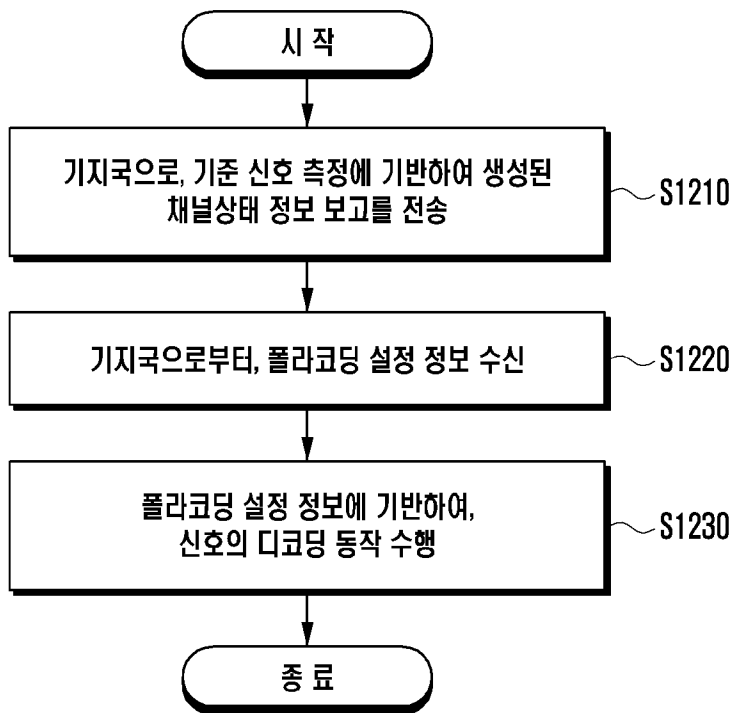 시 작
기지국으로, 기준 신호 측정에 기반하여 생성된
채널상태 정보 보고를 전송
S1210
기지국으로부터, 폴라코딩 설정 정보 수신
S1220
폴라코딩 설정 정보에 기반하여,
신호의 디코딩 동작 수행
S1230
종 료